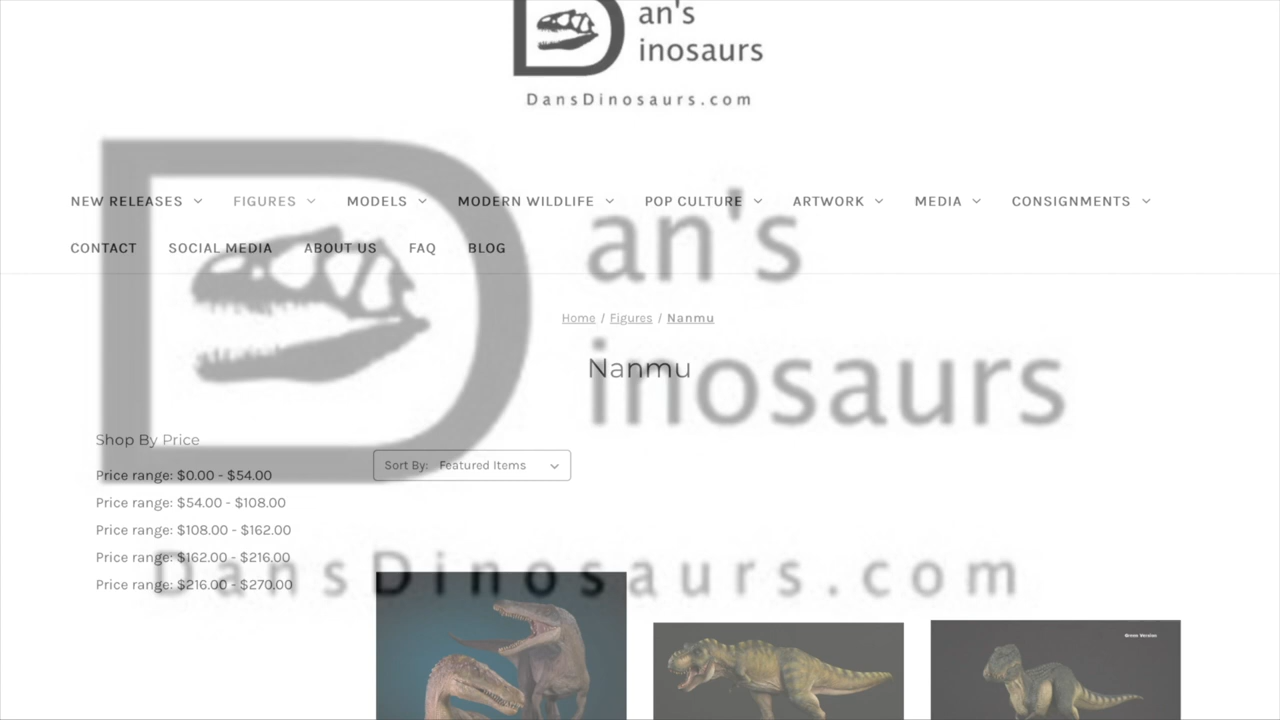 an's
inosaurs
DansDinosaurs.com
NEW RELEASES FIGURES MODELS MODERN WILDLIFE POP CULTURE ARTWORK MEDIA CONSIGNMENTS
CONTACT SOCIAL MEDIA ABOUT US FAQ BLOG
an's
Home / Figures / Nanmu
Nanmu
inosaurs
Shop By Price
Sort By: Featured Items
Price range: $0.00 - $54.00
Price range: $54.00 - $108.00
Price range: $108.00 - $162.00
Price range: $162.00 - $216.00
DansDinosaurs.com
Price range: $216.00 - $270.00
Green Version